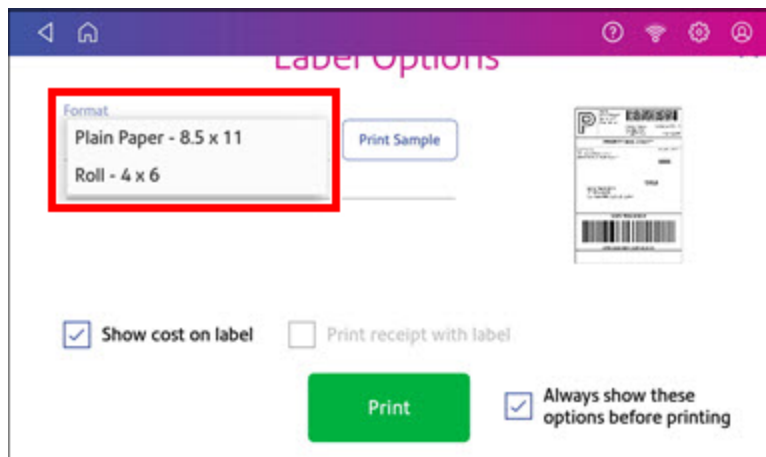 Label Options
Format
Plain Paper - 8.5 x 11
Roll - 4 x 6
Print Sample
P
Show cost on label
Print receipt with label
Print
Always show these
options before printing